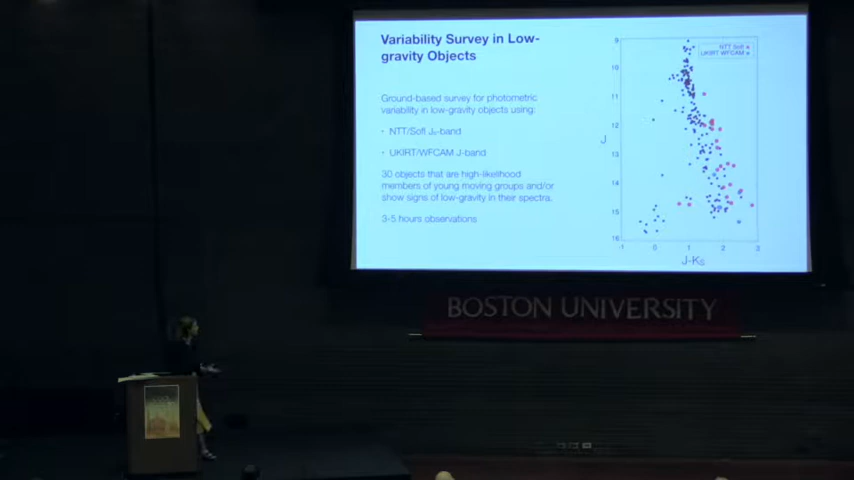 Variability Survey in Low-
gravity Objects
Ground-based survey for photometric
variability in low-gravity objects using:
· NTT/SofI Jₛ-band
· UKIRT/WFCAM J-band
30 objects that are high-likelihood
members of young moving groups and/or
show signs of low-gravity in their spectra.
3-5 hours observations
NTT SofI
UKIRT WFCAM
9
10
11
12
J
13
14
15
16
-1 0 1 2 3
J-Kₛ
BOSTON UNIVERSITY